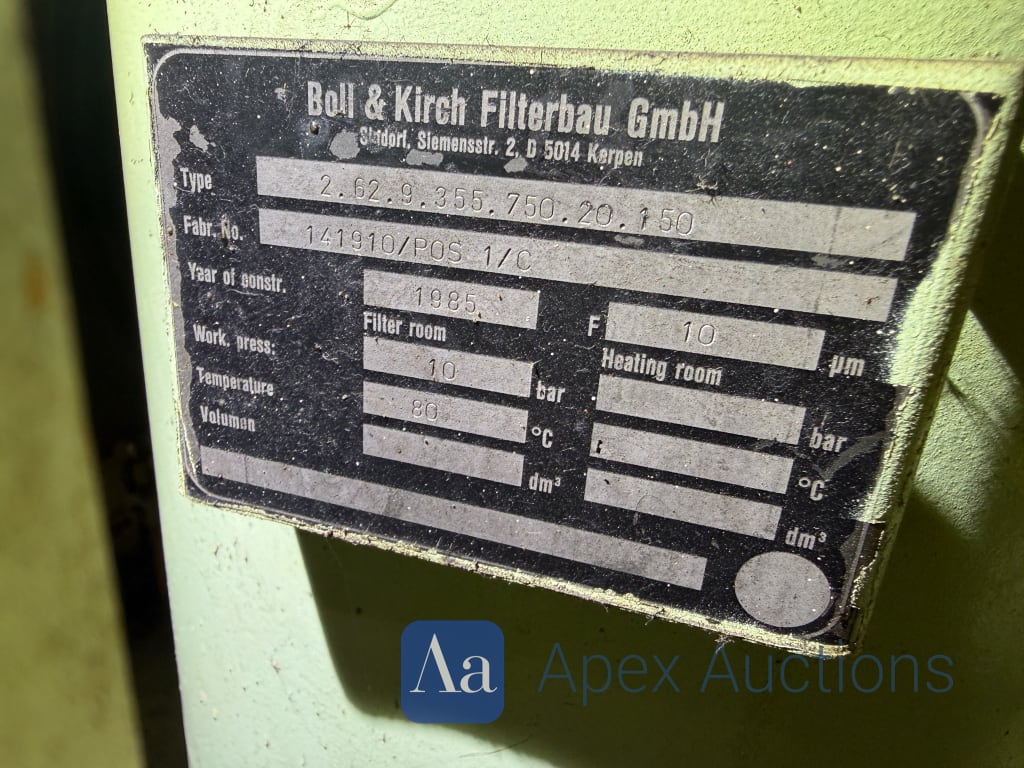 Boll & Kirch Filterbau GmbH
Sindorf, Siemensstr. 2, D 5014 Kerpen
Type 2.62.9.355.750.20.150
Fabr. No. 141910/POS 1/C
Year of constr. 1985 F 10 µm
Filter room Heating room
Work. press: 10 bar bar
Temperature 80 °C °C
Volumen dm³ dm³
Aa Apex Auctions